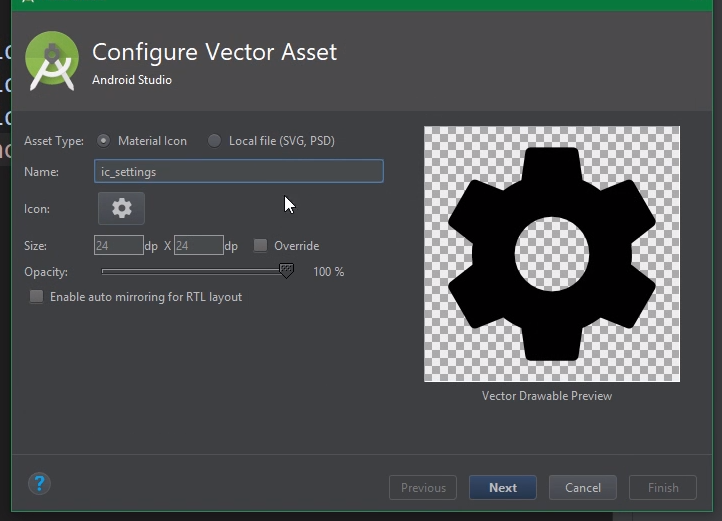 Configure Vector Asset
Android Studio
Asset Type: Material Icon Local file (SVG, PSD)
Name: ic_settings
Icon:
Size: 24 dp X 24 dp Override
Opacity: 100 %
Enable auto mirroring for RTL layout
Vector Drawable Preview
? Previous Next Cancel Finish